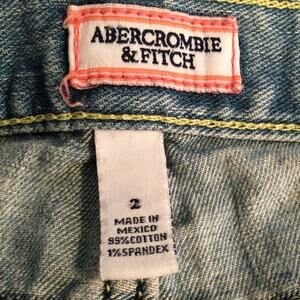 ABERCROMBIE
& FITCH
2
MADE IN
MEXICO
99% COTTON
1% SPANDEX